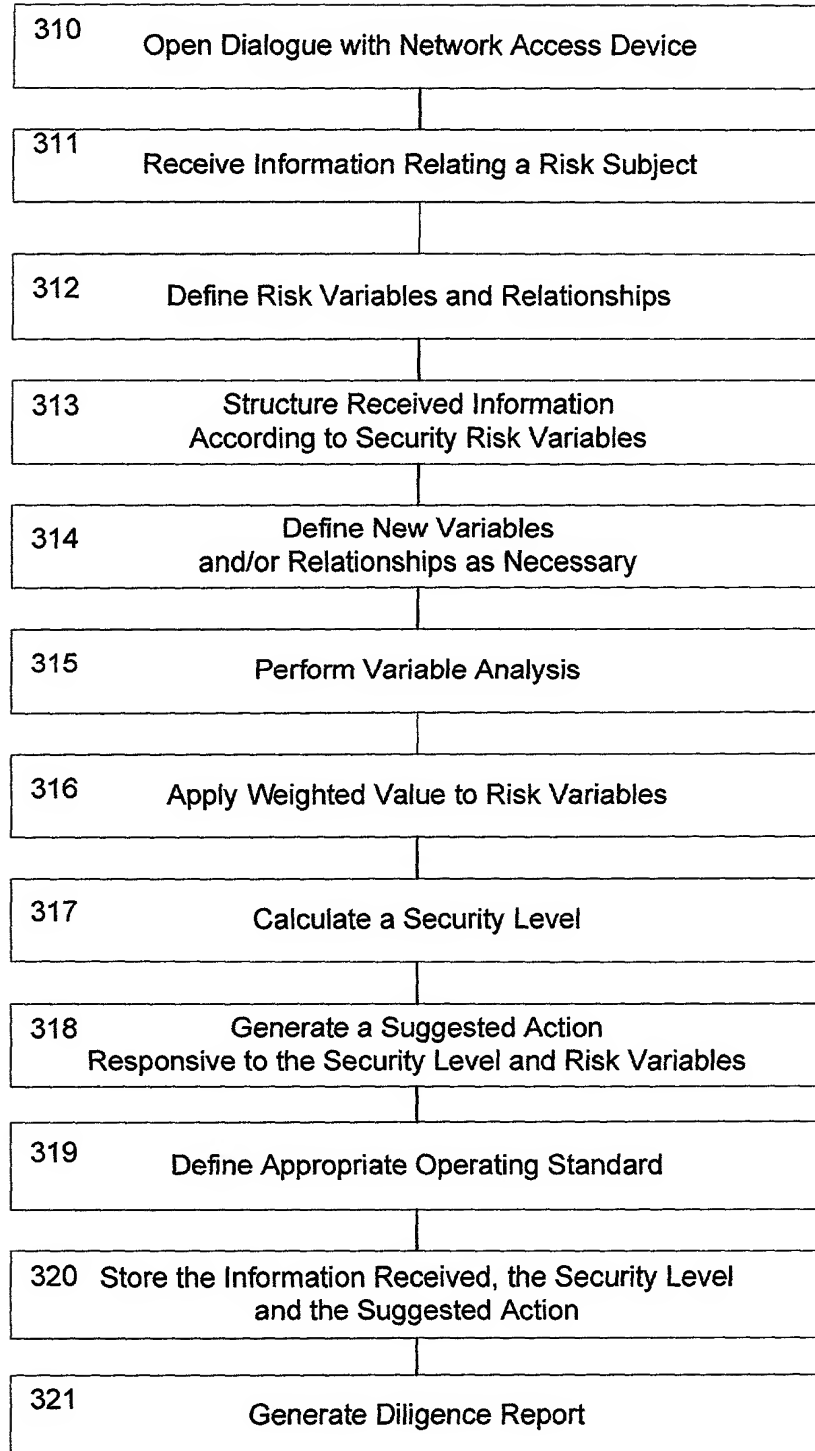 310
Open Dialogue with Network Access Device
311
Receive Information Relating a Risk Subject
312
Define Risk Variables and Relationships
313
Structure Received Information
According to Security Risk Variables
314
Define New Variables
and/or Relationships as Necessary
315
Perform Variable Analysis
316
Apply Weighted Value to Risk Variables
317
Calculate a Security Level
318
Generate a Suggested Action
Responsive to the Security Level and Risk Variables
319
Define Appropriate Operating Standard
320 Store the Information Received, the Security Level
and the Suggested Action
321
Generate Diligence Report